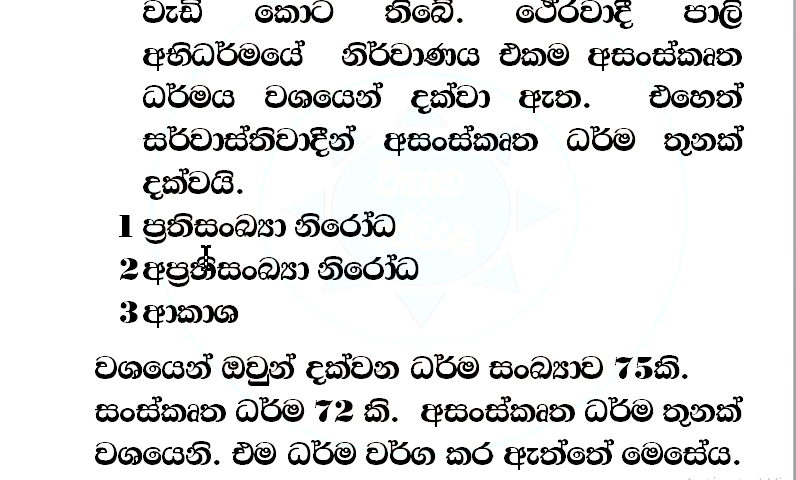 වැඩි කොට තිබේ. ථේරවාදී පාලි
අභිධර්මයේ නිර්වාණය එකම අසංස්කෘත
ධර්මය වශයෙන් දක්වා ඇත. එහෙත්
සර්වාස්තිවාදීන් අසංස්කෘත ධර්ම තුනක්
දක්වයි.
1 ප්‍රතිසංඛ්‍යා නිරෝධ
2 අප්‍රතිසංඛ්‍යා නිරෝධ
3 ආකාශ
වශයෙන් ඔවුන් දක්වන ධර්ම සංඛ්‍යාව 75කි.
සංස්කෘත ධර්ම 72 කි. අසංස්කෘත ධර්ම තුනක්
වශයෙනි. එම ධර්ම වර්ග කර ඇත්තේ මෙසේය.